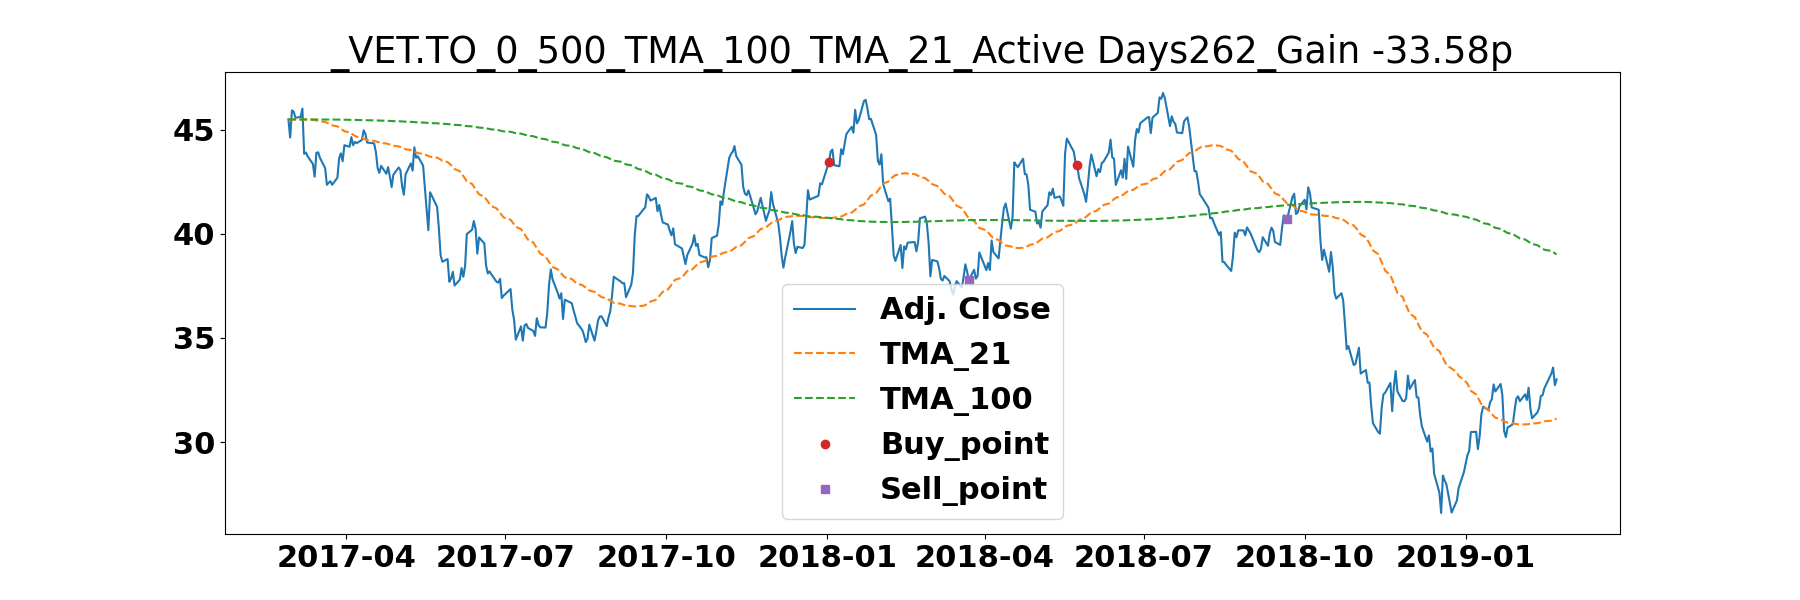 _VET.TO_0_500_TMA_100_TMA_21_Active Days262_Gain -33.58p
45
40
35
30
Adj. Close
TMA_21
TMA_100
Buy_point
Sell_point
2017-04 2017-07 2017-10 2018-01 2018-04 2018-07 2018-10 2019-01